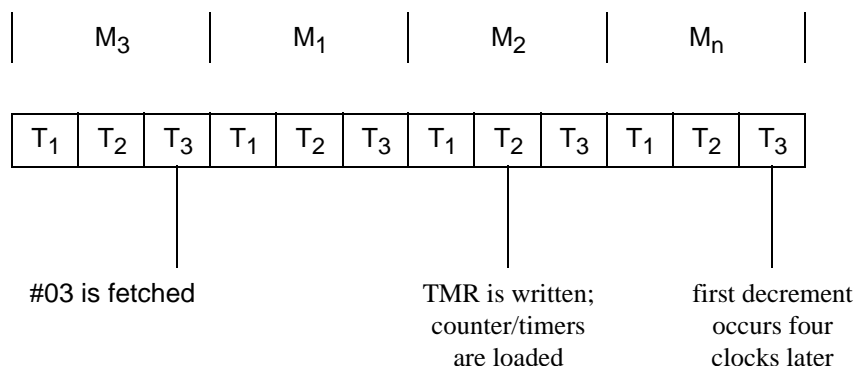 M3 M1 M2 Mn
T1 T2 T3 T1 T2 T3 T1 T2 T3 T1 T2 T3
#03 is fetched
TMR is written;
counter/timers
are loaded
first decrement
occurs four
clocks later